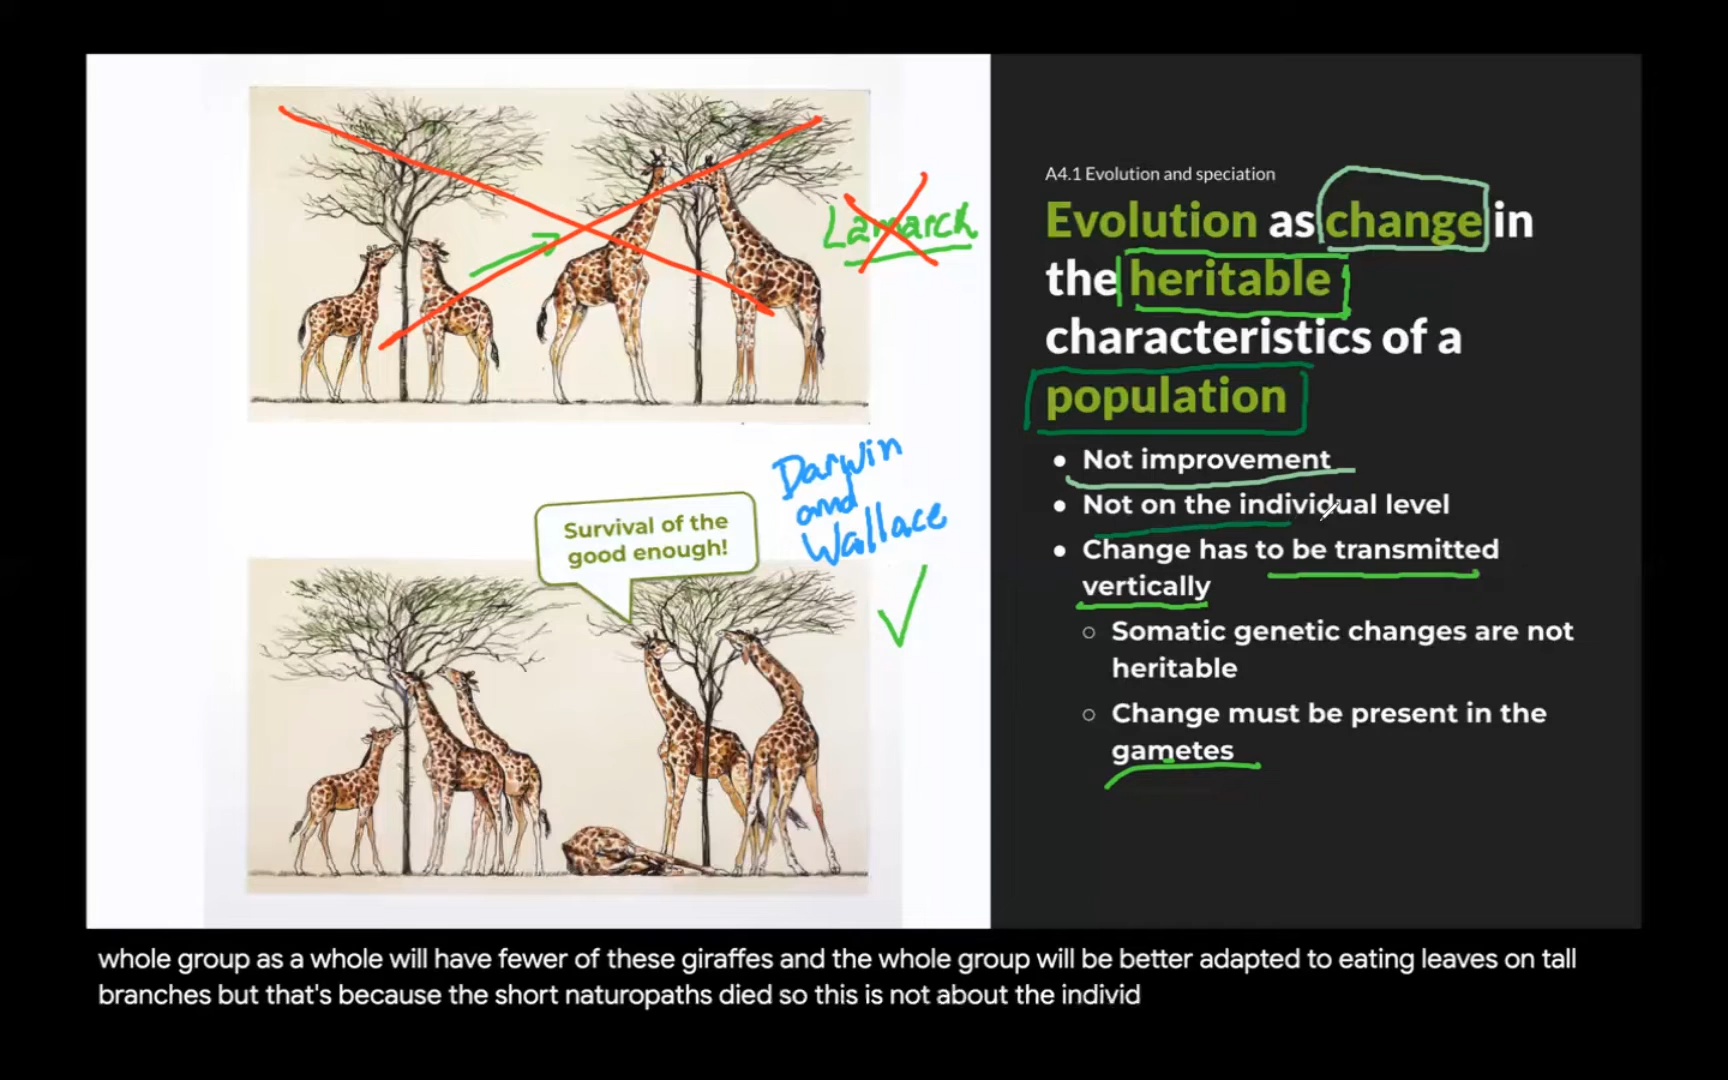 Lamarck
Darwin
and
Wallace
Survival of the
good enough!
A4.1 Evolution and speciation
Evolution as change in
the heritable
characteristics of a
population
● Not improvement
● Not on the individual level
● Change has to be transmitted
vertically
○ Somatic genetic changes are not
heritable
○ Change must be present in the
gametes
whole group as a whole will have fewer of these giraffes and the whole group will be better adapted to eating leaves on tall
branches but that's because the short naturopaths died so this is not about the individ